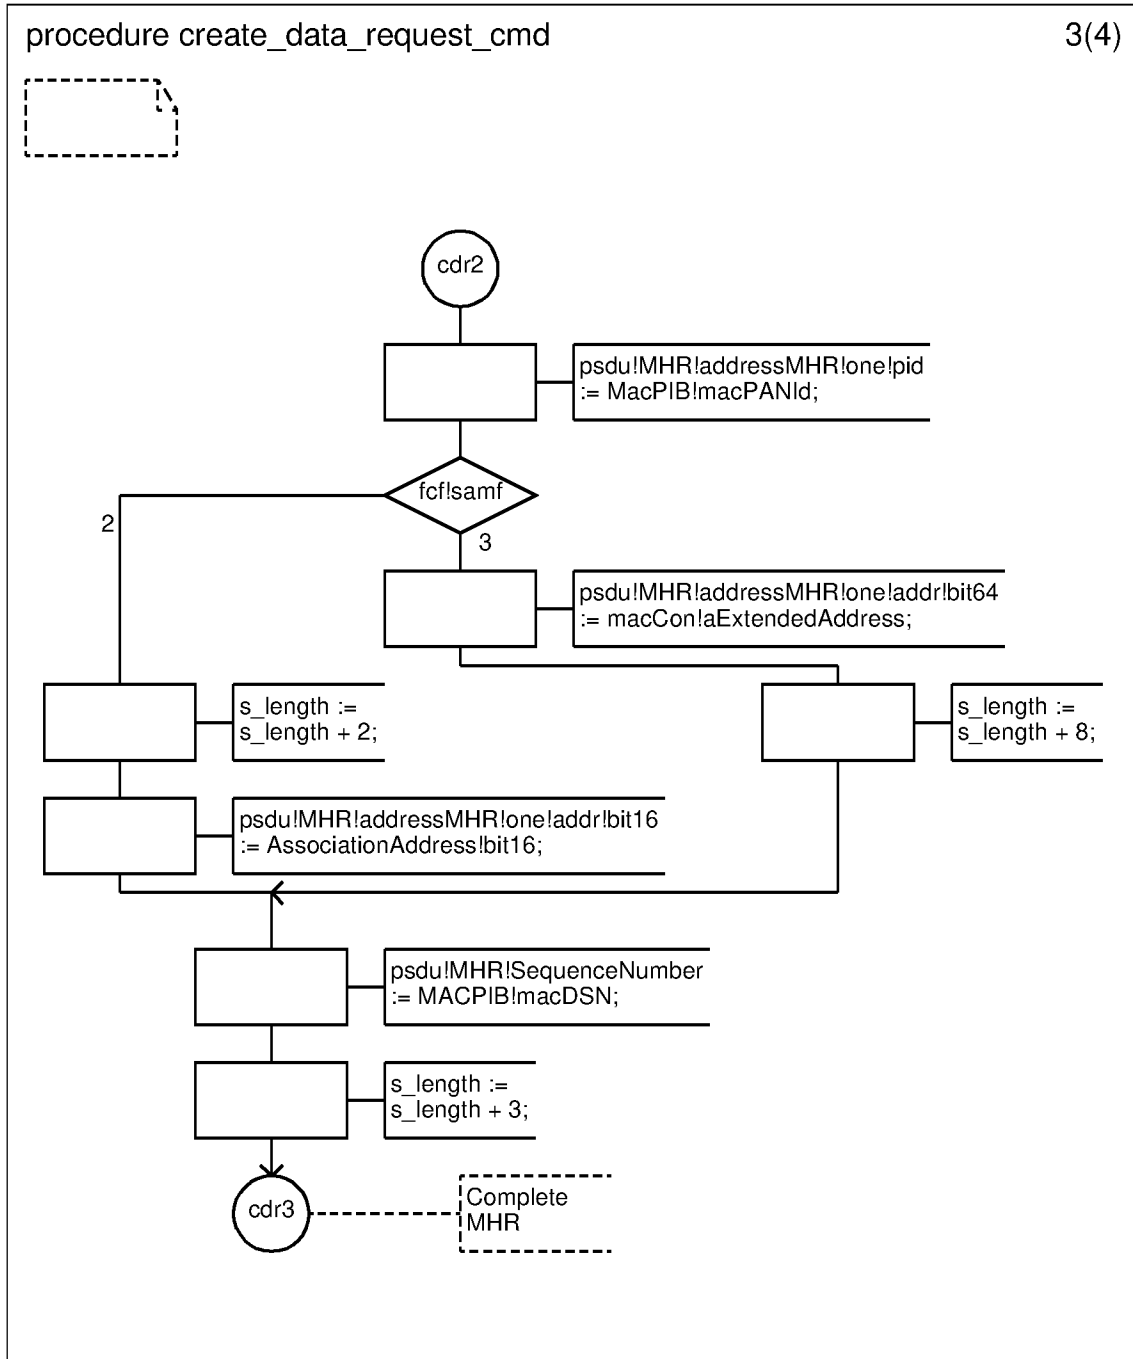 procedure create_data_request_cmd
3(4)
cdr2
psdu!MHR!addressMHR!one!pid
:= MacPIB!macPANId;
fcf!samf
2
3
psdu!MHR!addressMHR!one!addr!bit64
:= macCon!aExtendedAddress;
s_length :=
s_length + 2;
s_length :=
s_length + 8;
psdu!MHR!addressMHR!one!addr!bit16
:= AssociationAddress!bit16;
psdu!MHR!SequenceNumber
:= MACPIB!macDSN;
s_length :=
s_length + 3;
cdr3
Complete
MHR